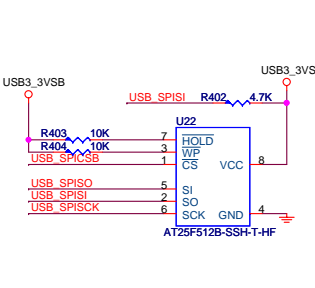 USB3_3VSB
USB3_3VS
USB_SPISI R402 4.7K
U22
R403 10K 7 HOLD
R404 10K 3 WP
USB_SPICSB 1 CS VCC 8
USB_SPISO 5 SI
USB_SPISI 2 SO
USB_SPISCK 6 SCK GND 4
AT25F512B-SSH-T-HF